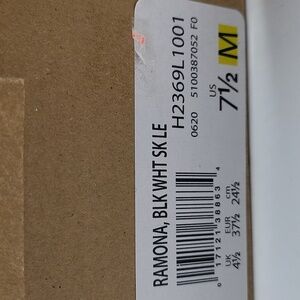 RAMONA, BLK WHT SK LE
H2369L1001
0620 5100387052 F0
US
7½ M
0 17121 38863 4
UK EUR cm
4½ 37½ 24½